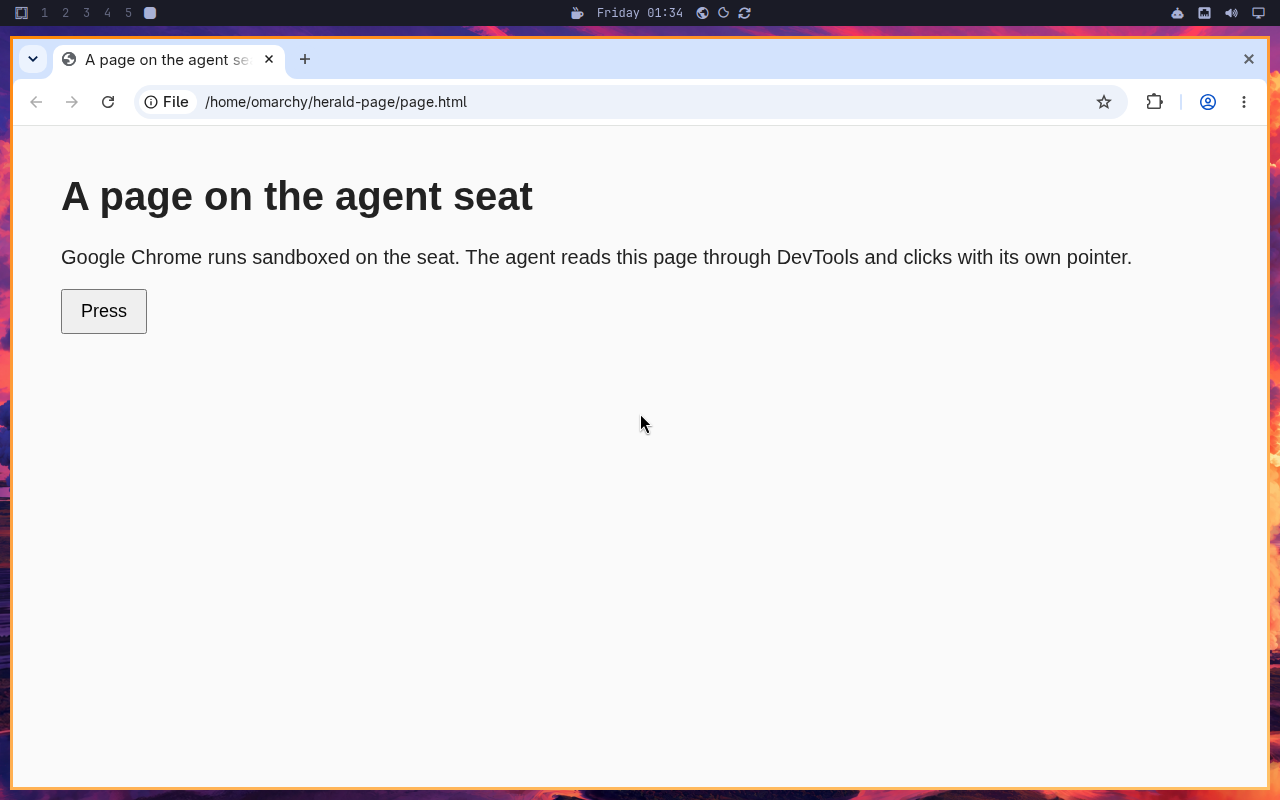 1 2 3 4 5
Friday 01:34
A page on the agent se
File /home/omarchy/herald-page/page.html
A page on the agent seat
Google Chrome runs sandboxed on the seat. The agent reads this page through DevTools and clicks with its own pointer.
Press